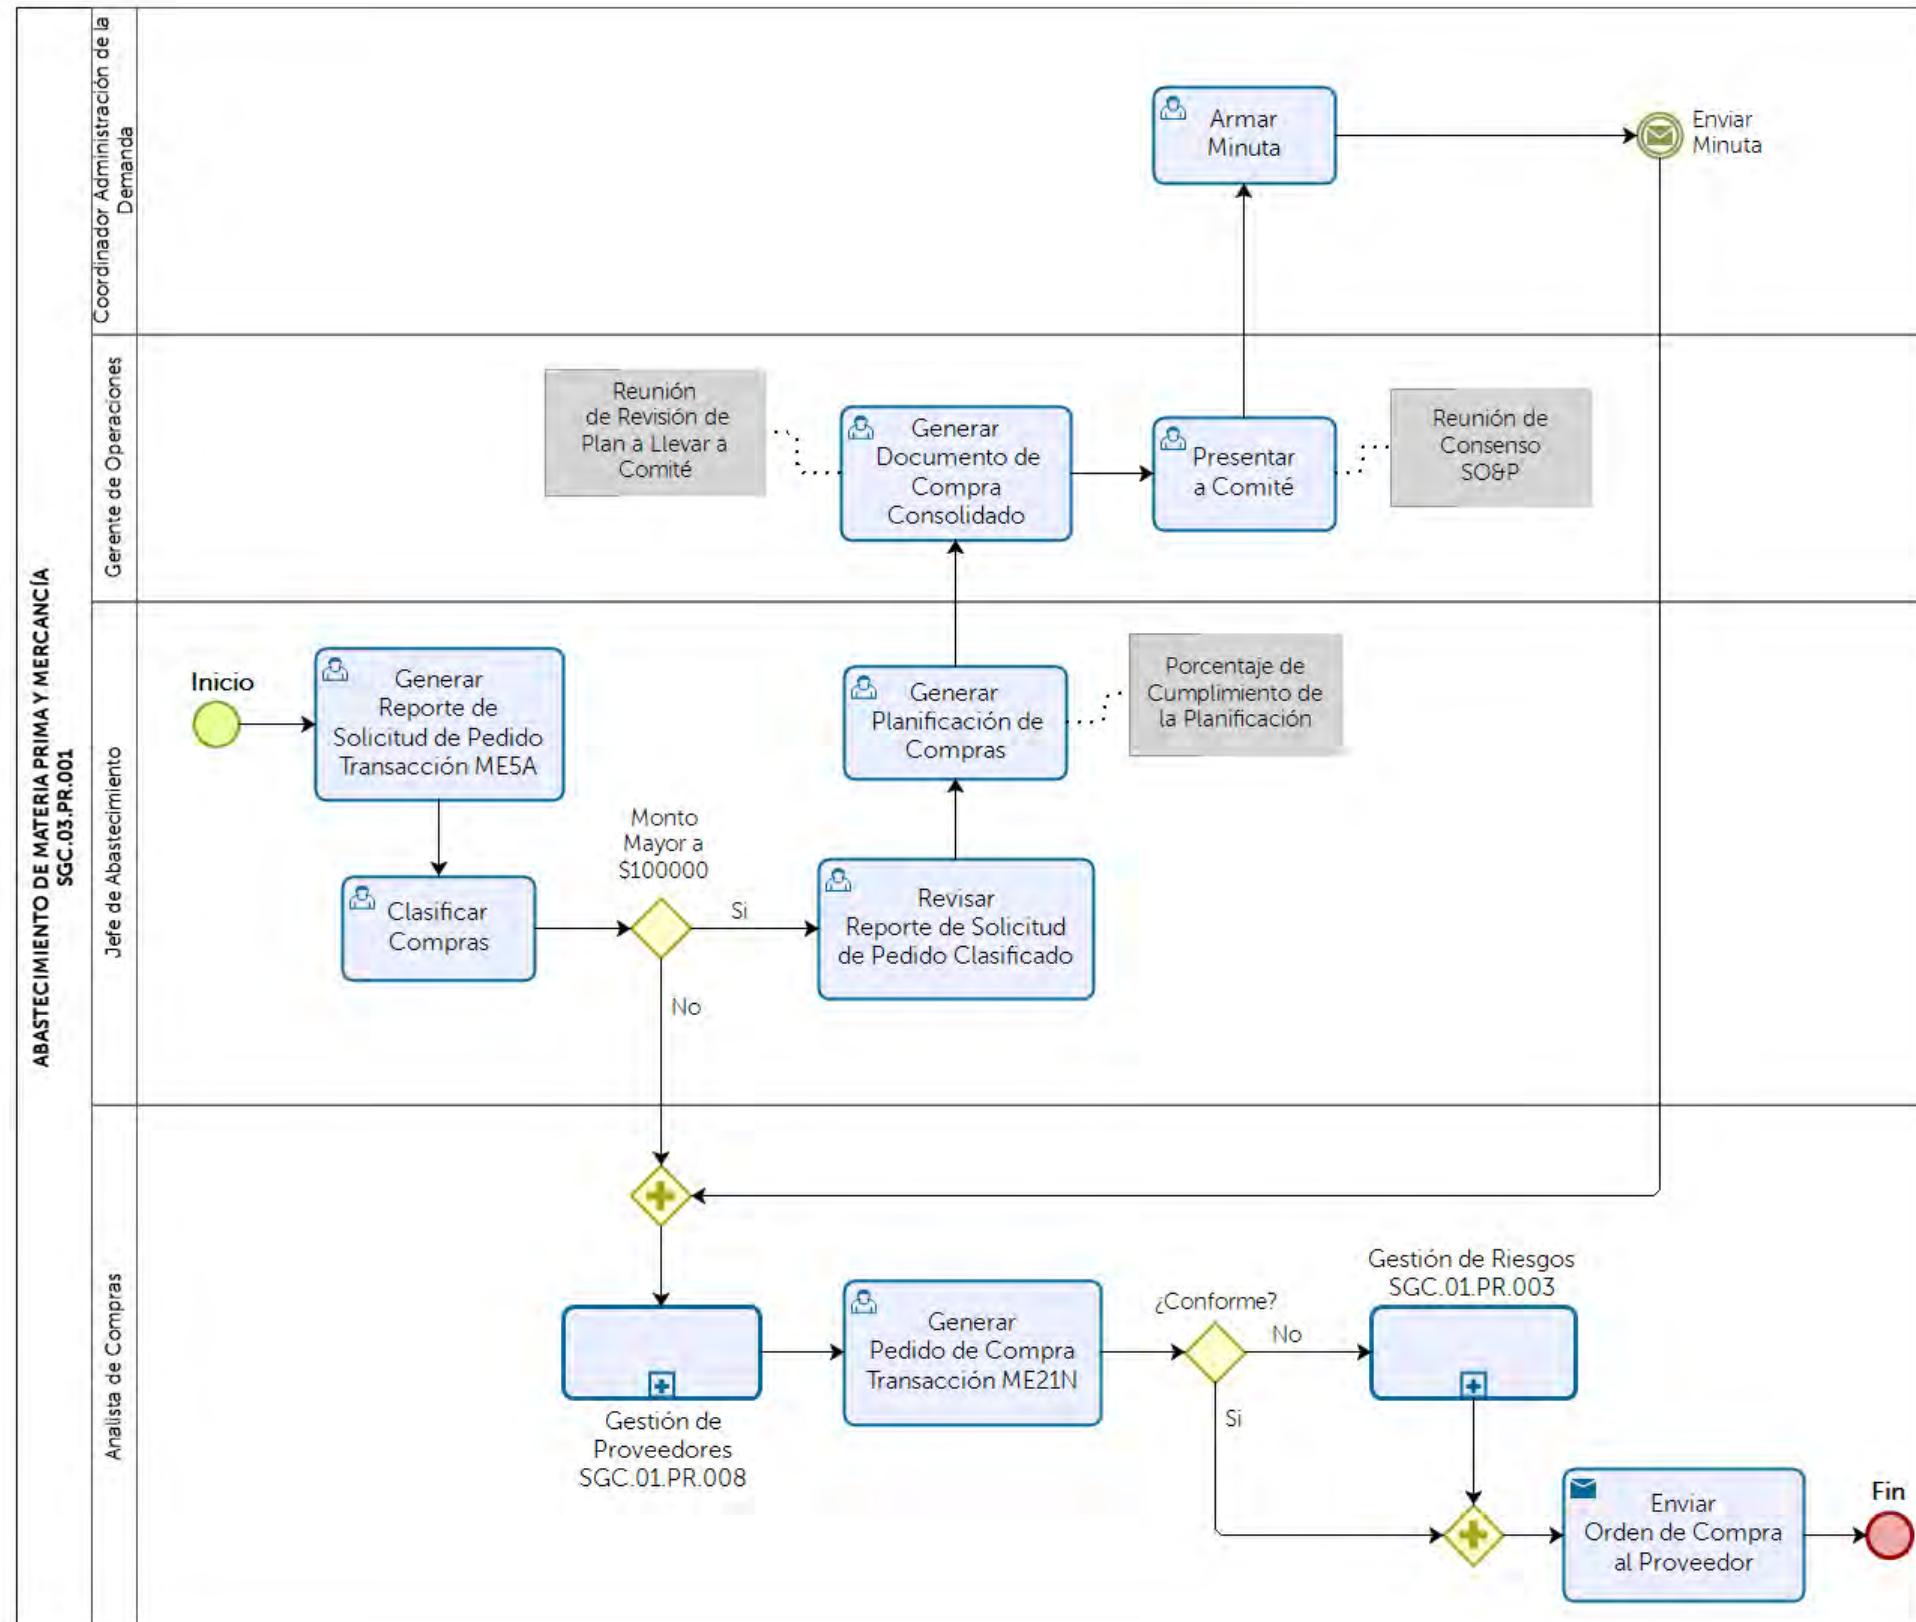 ABASTECIMIENTO DE MATERIA PRIMA Y MERCANCÍA
SGC.03.PR.001
Coordinador Administración de la
Demanda
Armar
Minuta
Enviar
Minuta
Gerente de Operaciones
Reunión
de Revisión de
Plan a Llevar a
Comité
Generar
Documento de
Compra
Consolidado
Presentar
a Comité
Reunión de
Consenso
SO&P
Jefe de Abastecimiento
Inicio
Generar
Reporte de
Solicitud de Pedido
Transacción ME5A
Generar
Planificación de
Compras
Porcentaje de
Cumplimiento de
la Planificación
Clasificar
Compras
Monto
Mayor a
$100000
Si
No
Revisar
Reporte de Solicitud
de Pedido Clasificado
Analista de Compras
Gestión de
Proveedores
SGC.01.PR.008
Generar
Pedido de Compra
Transacción ME21N
¿Conforme?
No
Si
Gestión de Riesgos
SGC.01.PR.003
Enviar
Orden de Compra
al Proveedor
Fin